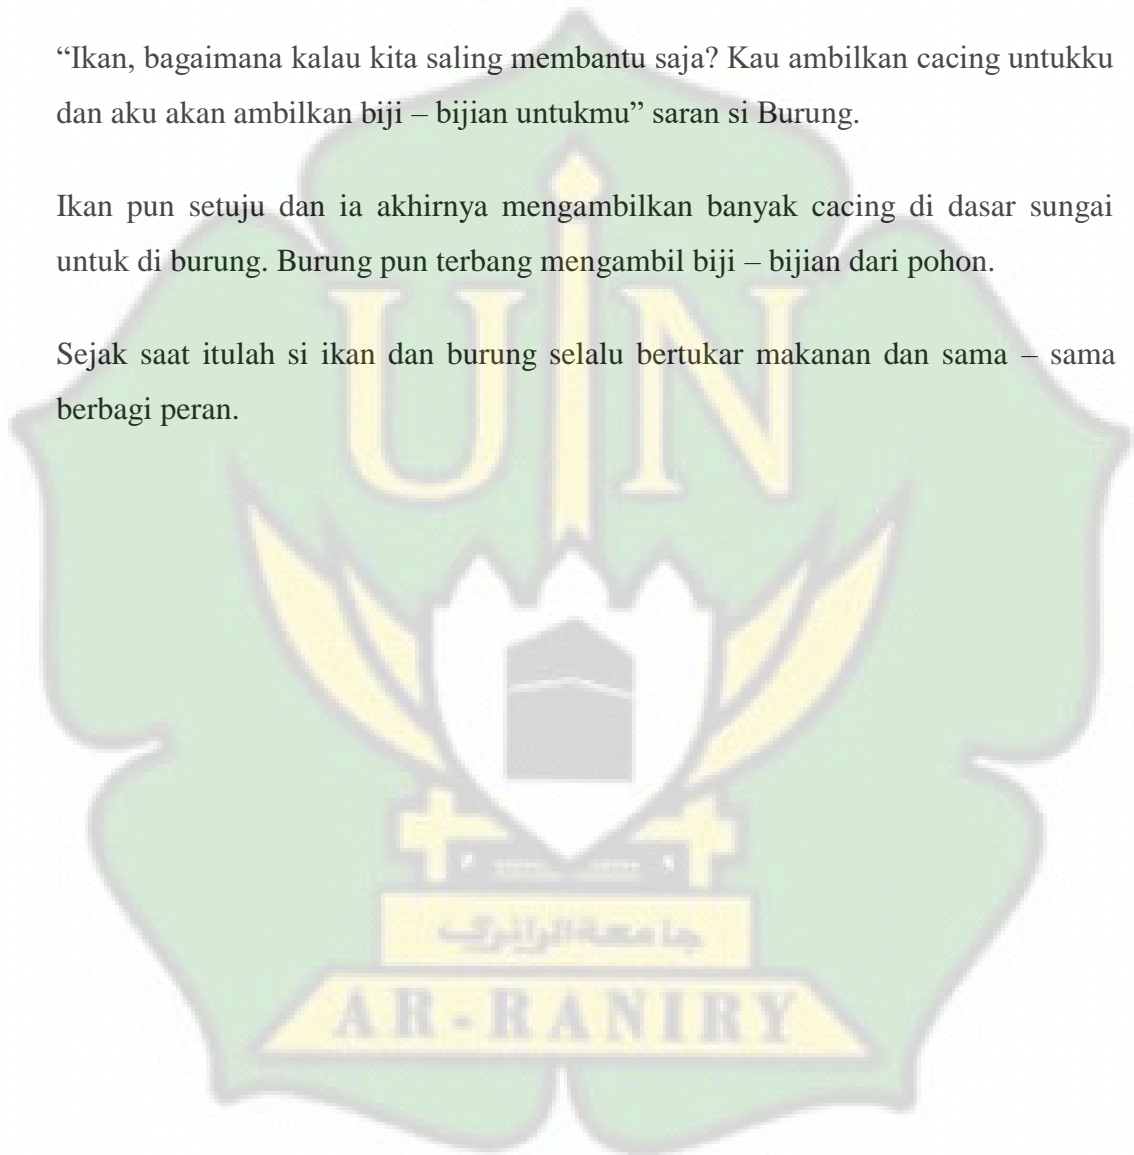 “Ikan, bagaimana kalau kita saling membantu saja? Kau ambilkan cacing untukku
dan aku akan ambilkan biji – bijian untukmu” saran si Burung.
Ikan pun setuju dan ia akhirnya mengambilkan banyak cacing di dasar sungai
untuk di burung. Burung pun terbang mengambil biji – bijian dari pohon.
Sejak saat itulah si ikan dan burung selalu bertukar makanan dan sama – sama
berbagi peran.
UIN
جامعة الرانري
AR - RANIRY